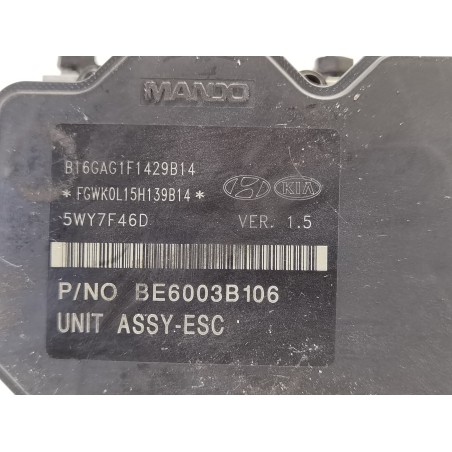 MANDO
B16GAG1F1429B14
*FGWK0L15H139B14*
KIA
5WY7F46D VER. 1.5
P/NO BE6003B106
UNIT ASSY-ESC